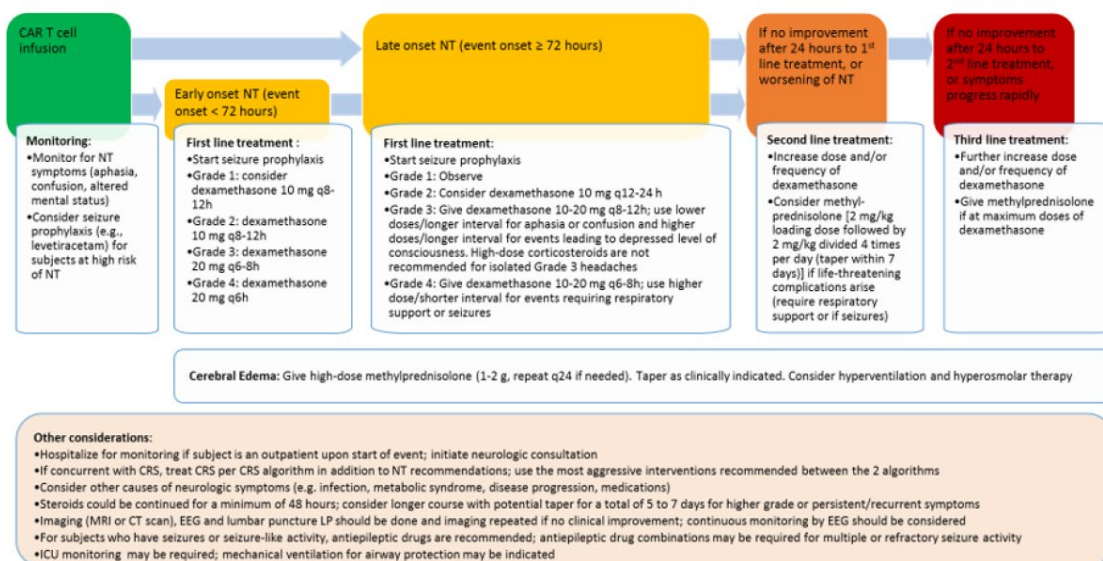 CAR T cell
infusion
Late onset NT (event onset ≥ 72 hours)
If no improvement
after 24 hours to 1st
line treatment, or
worsening of NT
If no improvement
after 24 hours to
2nd line treatment,
or symptoms
progress rapidly
Early onset NT (event
onset < 72 hours)
Monitoring:
•Monitor for NT
symptoms (aphasia,
confusion, altered
mental status)
•Consider seizure
prophylaxis (e.g.,
levetiracetam) for
subjects at high risk
of NT
First line treatment :
•Start seizure prophylaxis
•Grade 1: consider
dexamethasone 10 mg q8-
12h
•Grade 2: dexamethasone
10 mg q8-12h
•Grade 3: dexamethasone
20 mg q6-8h
•Grade 4: dexamethasone
20 mg q6h
First line treatment:
•Start seizure prophylaxis
•Grade 1: Observe
•Grade 2: Consider dexamethasone 10 mg q12-24 h
•Grade 3: Give dexamethasone 10-20 mg q8-12h; use lower
doses/longer interval for aphasia or confusion and higher
doses/longer interval for events leading to depressed level of
consciousness. High-dose corticosteroids are not
recommended for isolated Grade 3 headaches
•Grade 4: Give dexamethasone 10-20 mg q6-8h; use higher
dose/shorter interval for events requiring respiratory
support or seizures
Second line treatment:
•Increase dose and/or
frequency of
dexamethasone
•Consider methyl-
prednisolone [2 mg/kg
loading dose followed by
2 mg/kg divided 4 times
per day (taper within 7
days)] if life-threatening
complications arise
(require respiratory
support or if seizures)
Third line treatment:
•Further increase dose
and/or frequency of
dexamethasone
•Give methylprednisolone
if at maximum doses of
dexamethasone
Cerebral Edema: Give high-dose methylprednisolone (1-2 g, repeat q24 if needed). Taper as clinically indicated. Consider hyperventilation and hyperosmolar therapy
Other considerations:
•Hospitalize for monitoring if subject is an outpatient upon start of event; initiate neurologic consultation
•If concurrent with CRS, treat CRS per CRS algorithm in addition to NT recommendations; use the most aggressive interventions recommended between the 2 algorithms
•Consider other causes of neurologic symptoms (e.g. infection, metabolic syndrome, disease progression, medications)
•Steroids could be continued for a minimum of 48 hours; consider longer course with potential taper for a total of 5 to 7 days for higher grade or persistent/recurrent symptoms
•Imaging (MRI or CT scan), EEG and lumbar puncture LP should be done and imaging repeated if no clinical improvement; continuous monitoring by EEG should be considered
•For subjects who have seizures or seizure-like activity, antiepileptic drugs are recommended; antiepileptic drug combinations may be required for multiple or refractory seizure activity
•ICU monitoring may be required; mechanical ventilation for airway protection may be indicated